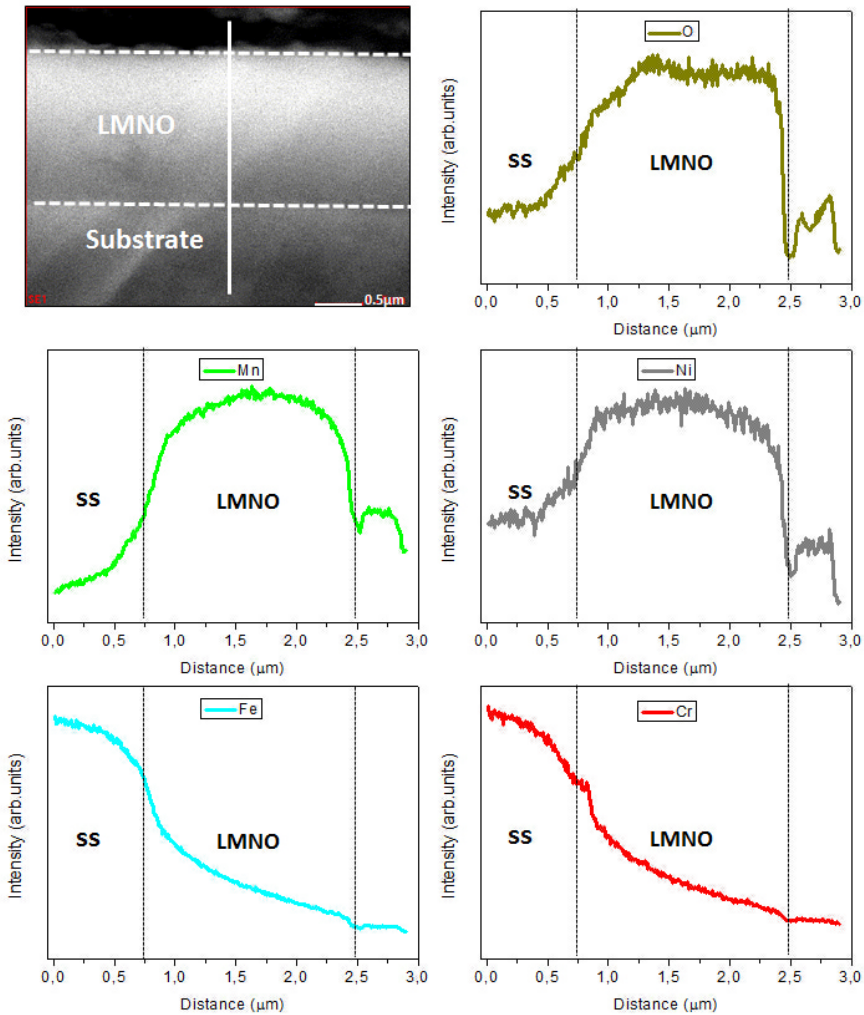 LMNO
Substrate
0.5µm
O
Intensity (arb.units)
SS
LMNO
0,0 0,5 1,0 1,5 2,0 2,5 3,0
Distance (µm)
Mn
Intensity (arb.units)
SS
LMNO
0,0 0,5 1,0 1,5 2,0 2,5 3,0
Distance (µm)
Ni
Intensity (arb.units)
SS
LMNO
0,0 0,5 1,0 1,5 2,0 2,5 3,0
Distance (µm)
Fe
Intensity (arb.units)
SS
LMNO
0,0 0,5 1,0 1,5 2,0 2,5 3,0
Distance (µm)
Cr
Intensity (arb.units)
SS
LMNO
0,0 0,5 1,0 1,5 2,0 2,5 3,0
Distance (µm)